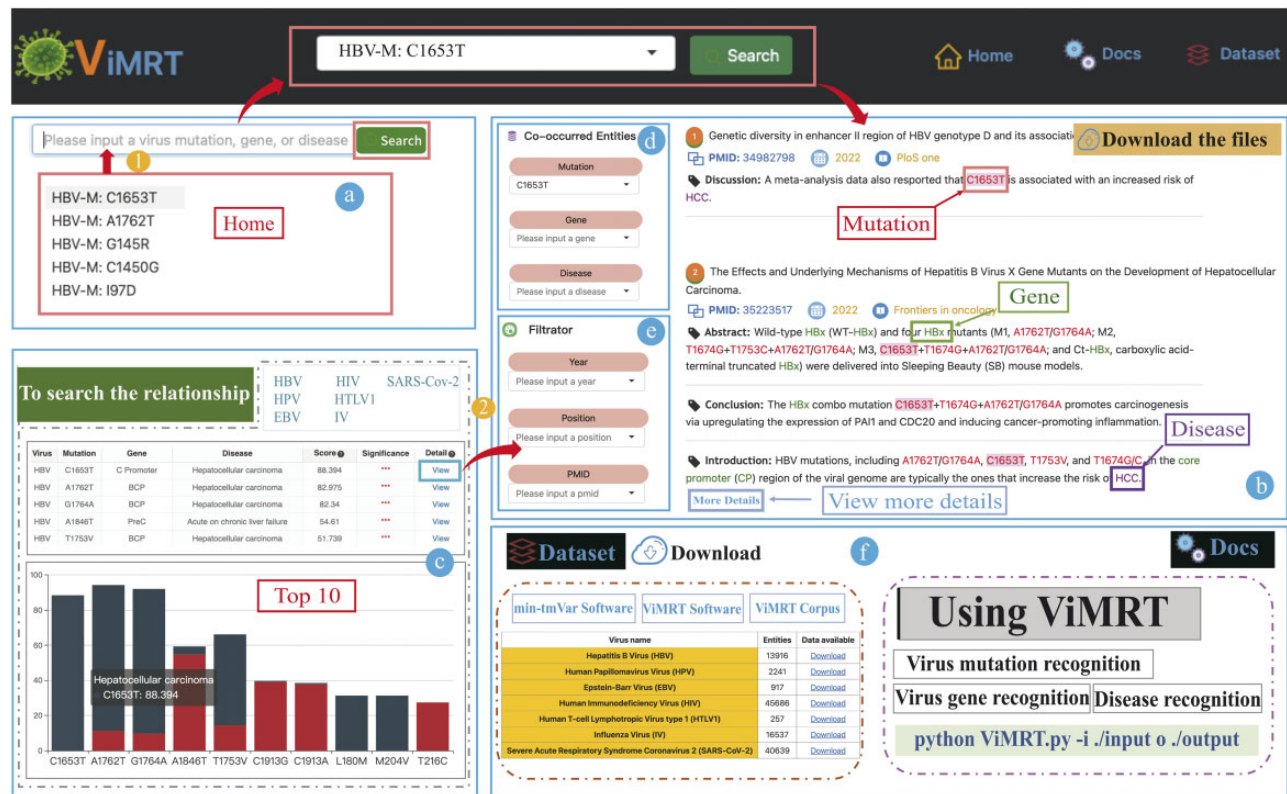 ViMRT
HBV-M: C1653T
Search
Home
Docs
Dataset
Please input a virus mutation, gene, or disease
Search
1
HBV-M: C1653T
HBV-M: A1762T
HBV-M: G145R
HBV-M: C1450G
HBV-M: I97D
Home
a
Co-occurred Entities
d
Mutation
C1653T
Gene
Please input a gene
Disease
Please input a disease
Filtrator
e
Year
Please input a year
Position
Please input a position
PMID
Please input a pmid
1 Genetic diversity in enhancer II region of HBV genotype D and its associati
Download the files
PMID: 34982798 2022 PloS one
Discussion: A meta-analysis data also resported that C1653T is associated with an increased risk of
HCC.
Mutation
2 The Effects and Underlying Mechanisms of Hepatitis B Virus X Gene Mutants on the Development of Hepatocellular
Carcinoma.
Gene
PMID: 35223517 2022 Frontiers in oncology
Abstract: Wild-type HBx (WT-HBx) and four HBx mutants (M1, A1762T/G1764A; M2,
T1674G+T1753C+A1762T/G1764A; M3, C1653T+T1674G+A1762T/G1764A; and Ct-HBx, carboxylic acid-
terminal truncated HBx) were delivered into Sleeping Beauty (SB) mouse models.
Conclusion: The HBx combo mutation C1653T+T1674G+A1762T/G1764A promotes carcinogenesis
via upregulating the expression of PAI1 and CDC20 and inducing cancer-promoting inflammation.
Disease
Introduction: HBV mutations, including A1762T/G1764A, C1653T, T1753V, and T1674G/C, in the core
promoter (CP) region of the viral genome are typically the ones that increase the risk of HCC.
More Details
View more details
b
To search the relationship
HBV HIV SARS-Cov-2
HPV HTLV1
EBV IV
2
Virus Mutation Gene Disease Score Significance Detail
HBV C1653T C Promoter Hepatocellular carcinoma 88.394 *** View
HBV A1762T BCP Hepatocellular carcinoma 82.975 *** View
HBV G1764A BCP Hepatocellular carcinoma 82.34 *** View
HBV A1846T PreC Acute on chronic liver failure 54.61 *** View
HBV T1753V BCP Hepatocellular carcinoma 51.739 *** View
c
Top 10
100
80
60
40
20
0
Hepatocellular carcinoma
C1653T: 88.394
C1653T A1762T G1764A A1846T T1753V C1913G C1913A L180M M204V T216C
Dataset
Download
f
min-tmVar Software
ViMRT Software
ViMRT Corpus
Virus name Entities Data available
Hepatitis B Virus (HBV) 13916 Download
Human Papillomavirus Virus (HPV) 2241 Download
Epstein-Barr Virus (EBV) 917 Download
Human Immunodeficiency Virus (HIV) 45686 Download
Human T-cell Lymphotropic Virus type 1 (HTLV1) 257 Download
Influenza Virus (IV) 16537 Download
Severe Acute Respiratory Syndrome Coronavirus 2 (SARS-CoV-2) 40639 Download
Docs
Using ViMRT
Virus mutation recognition
Virus gene recognition
Disease recognition
python ViMRT.py -i ./input o ./output